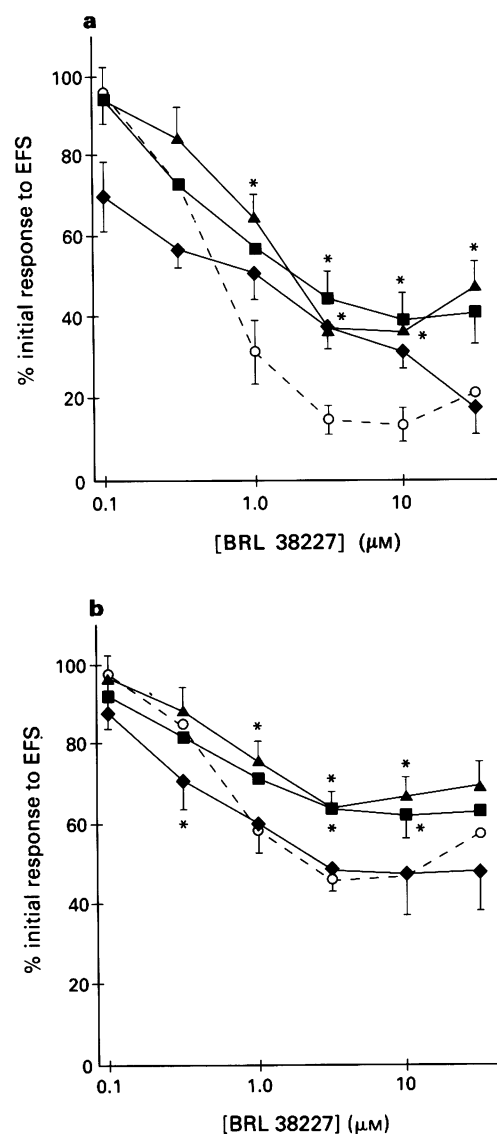 a
% initial response to EFS
100
80
60
40
20
0
* * * * * *
0.1 1.0 10
[BRL 38227] (µM)
b
% initial response to EFS
100
80
60
40
20
0
* * * * * *
0.1 1.0 10
[BRL 38227] (µM)